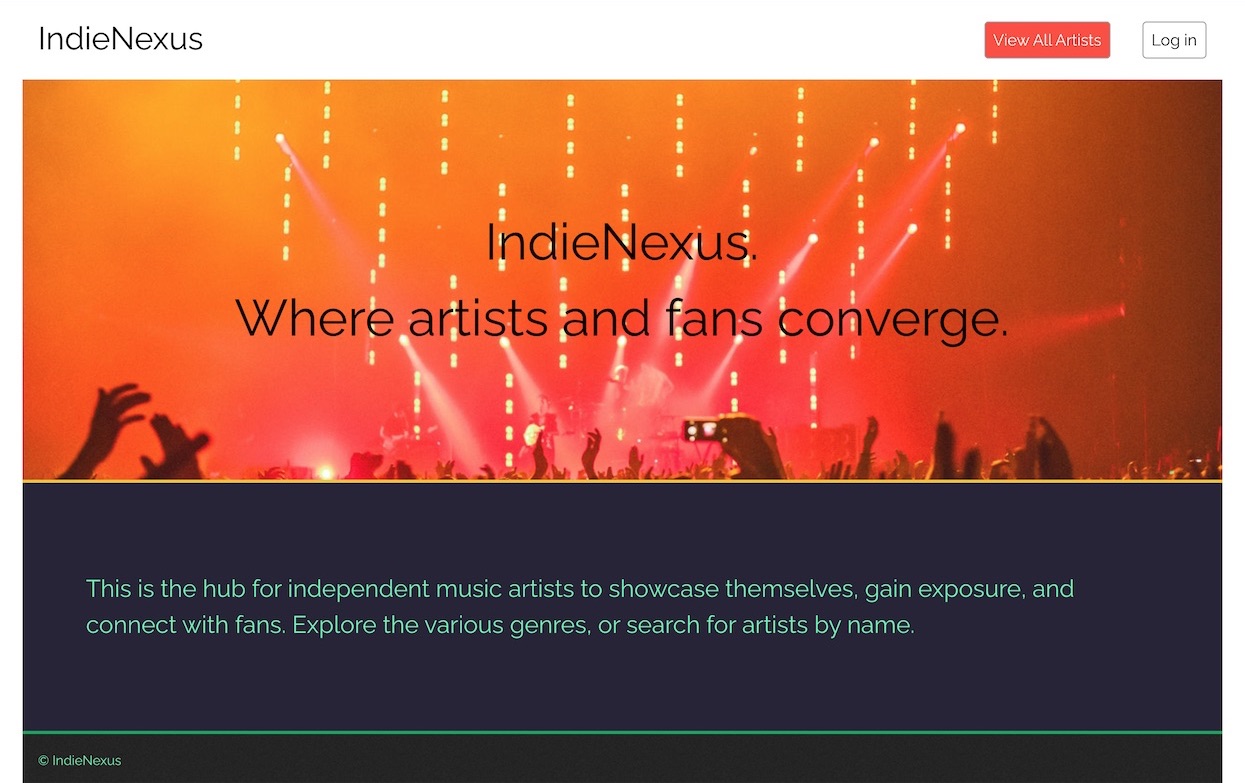 IndieNexus
View All Artists
Log in
IndieNexus.
Where artists and fans converge.
This is the hub for independent music artists to showcase themselves, gain exposure, and
connect with fans. Explore the various genres, or search for artists by name.
© IndieNexus